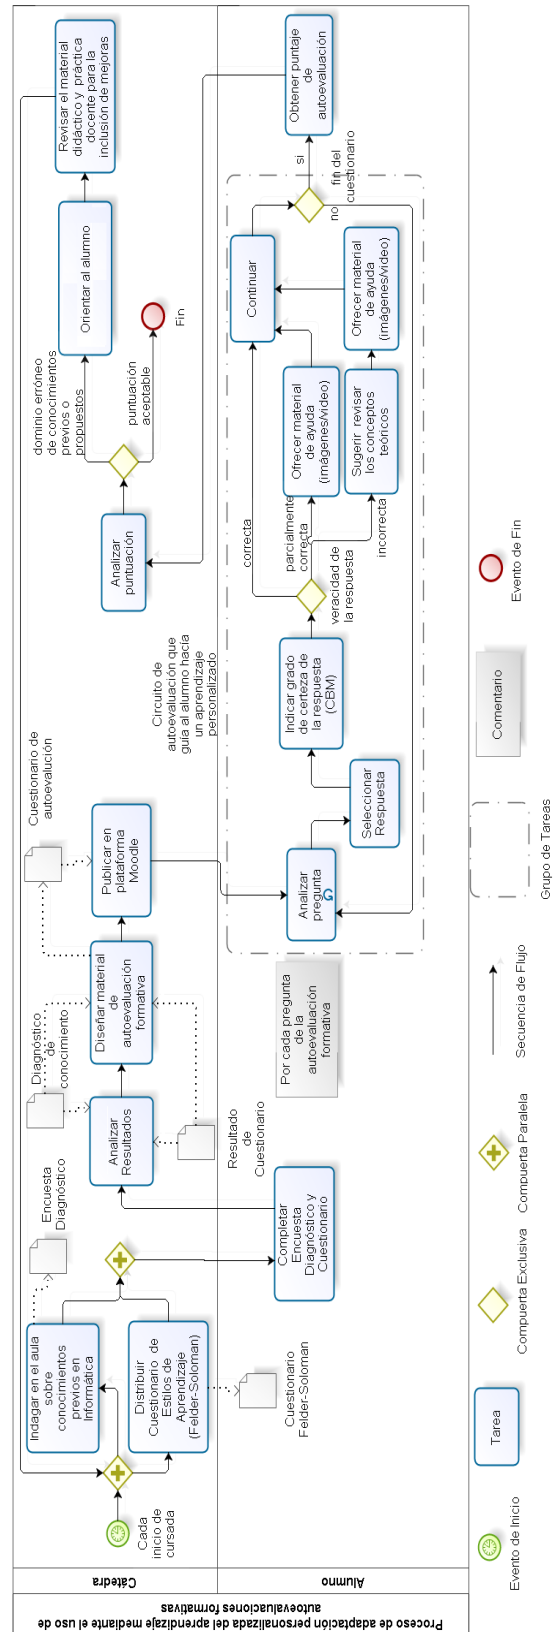 Proceso de adaptación personalizada del aprendizaje mediante el uso de
autoevaluaciones formativas
Cátedra
Alumno
Cada
inicio de
cursada
Indagar en el aula
sobre
conocimientos
previos en
Informática
Distribuir
Cuestionario de
Estilos de
Aprendizaje
(Felder-Soloman)
Encuesta
Diagnóstico
Cuestionario
Felder-Soloman
Completar
Encuesta
Diagnóstico y
Cuestionario
Analizar
Resultados
Diagnóstico
de
conocimiento
Resultado
de
Cuestionario
Diseñar material
de
autoevaluación
formativa
Cuestionario de
autoevalución
Publicar en
plataforma
Moodle
Por cada pregunta
de la
autoevaluación
formativa
Analizar
pregunta
Seleccionar
Respuesta
Indicar grado
de certeza de
la respuesta
(CBM)
Circuito de
autoevaluación que
guía al alumno hacía
un aprendizaje
personalizado
veracidad de
la respuesta
correcta
parcialmente
correcta
incorrecta
Ofrecer material
de ayuda
(imágenes/video)
Sugerir revisar
los conceptos
teóricos
Ofrecer material
de ayuda
(imágenes/video)
Continuar
no
si
fin del
cuestionario
Obtener puntaje
de
autoevaluación
Analizar
puntuación
dominio erróneo
de conocimientos
previos o
propuestos
puntuación
aceptable
Fin
Orientar al alumno
Revisar el material
didáctico y práctica
docente para la
inclusión de mejoras
Evento de Inicio
Tarea
Compuerta Exclusiva
Compuerta Paralela
Secuencia de Flujo
Grupo de Tareas
Comentario
Evento de Fin